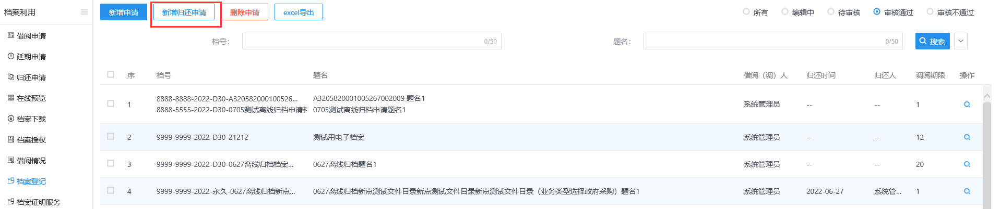 档案利用
借阅申请
延期申请
归还申请
在线预览
档案下载
档案授权
借阅情况
档案登记
档案证明服务
新增申请 新增归还申请 删除申请 excel导出
所有 编辑中 待审核 审核通过 审核不通过
档号： 0/50 题名： 0/50 搜索
序 档号 题名 借阅（调）人 归还时间 归还人 调阅期限 操作
1 8888-8888-2022-D30-A320582000100526... A3205820001005267002009 题名1 系统管理员 -- -- 1
8888-5555-2022-D30-0705测试离线归档申请档 0705测试离线归档申请题名1
2 9999-9999-2022-D30-21212 测试用电子档案 系统管理员 -- -- 12
3 9999-9999-2022-D30-0627离线归档档案... 0627离线归档题名1 系统管理员 -- -- 20
4 9999-9999-2022-永久-0627离线归档新点... 0627离线归档新点测试文件目录新点测试文件目录新点测试文件目录（业务类型选择政府采购）题名1 系统管理员 2022-06-27 系统管... 1